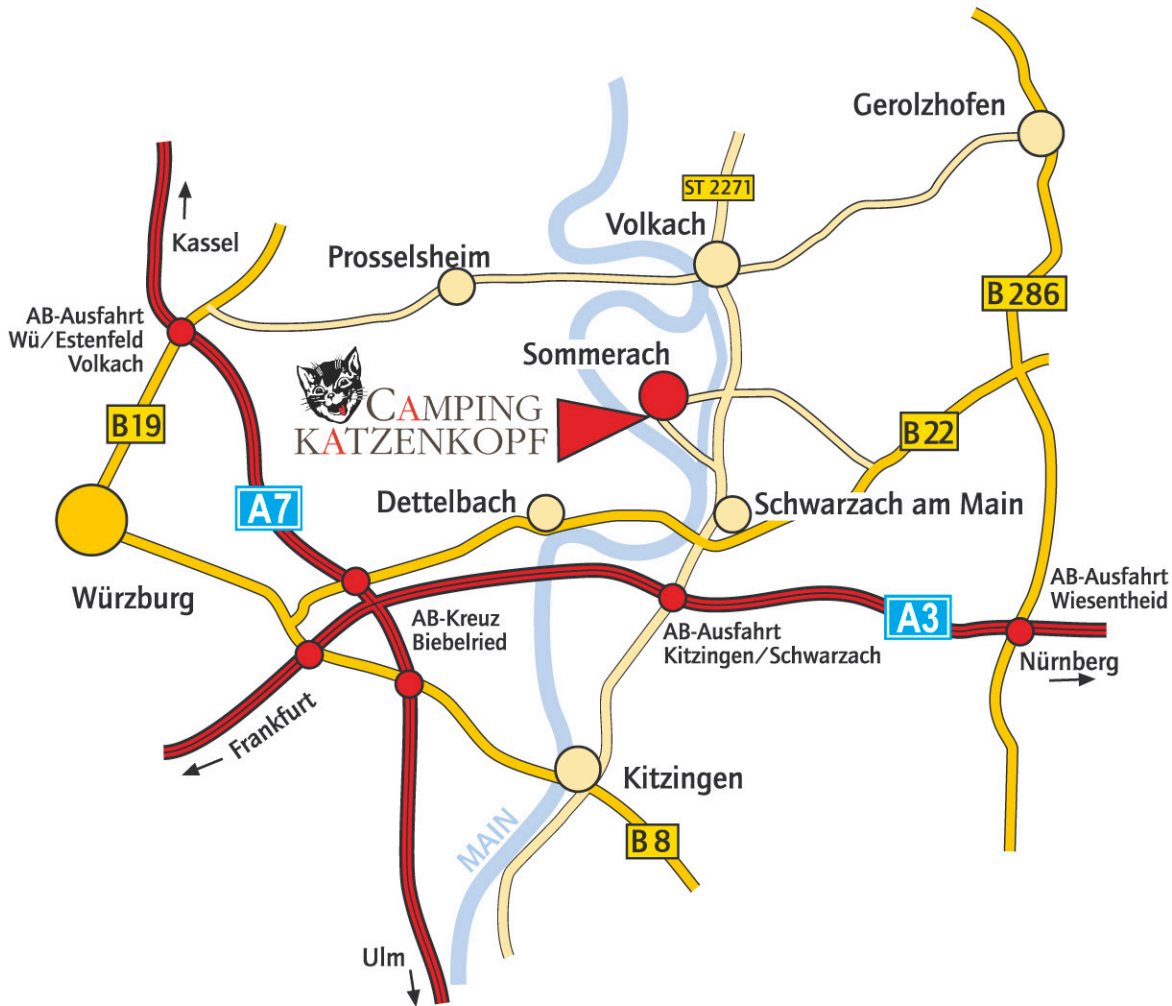 Gerolzhofen
ST 2271
Volkach
Kassel
Prosselsheim
B 286
AB-Ausfahrt
Wü/Estenfeld
Volkach
Sommerach
CAMPING
KATZENKOPF
B19
B 22
A7
Dettelbach
Schwarzach am Main
Würzburg
AB-Kreuz
Biebelried
AB-Ausfahrt
Kitzingen/Schwarzach
A3
AB-Ausfahrt
Wiesentheid
Nürnberg
Frankfurt
Kitzingen
MAIN
B 8
Ulm